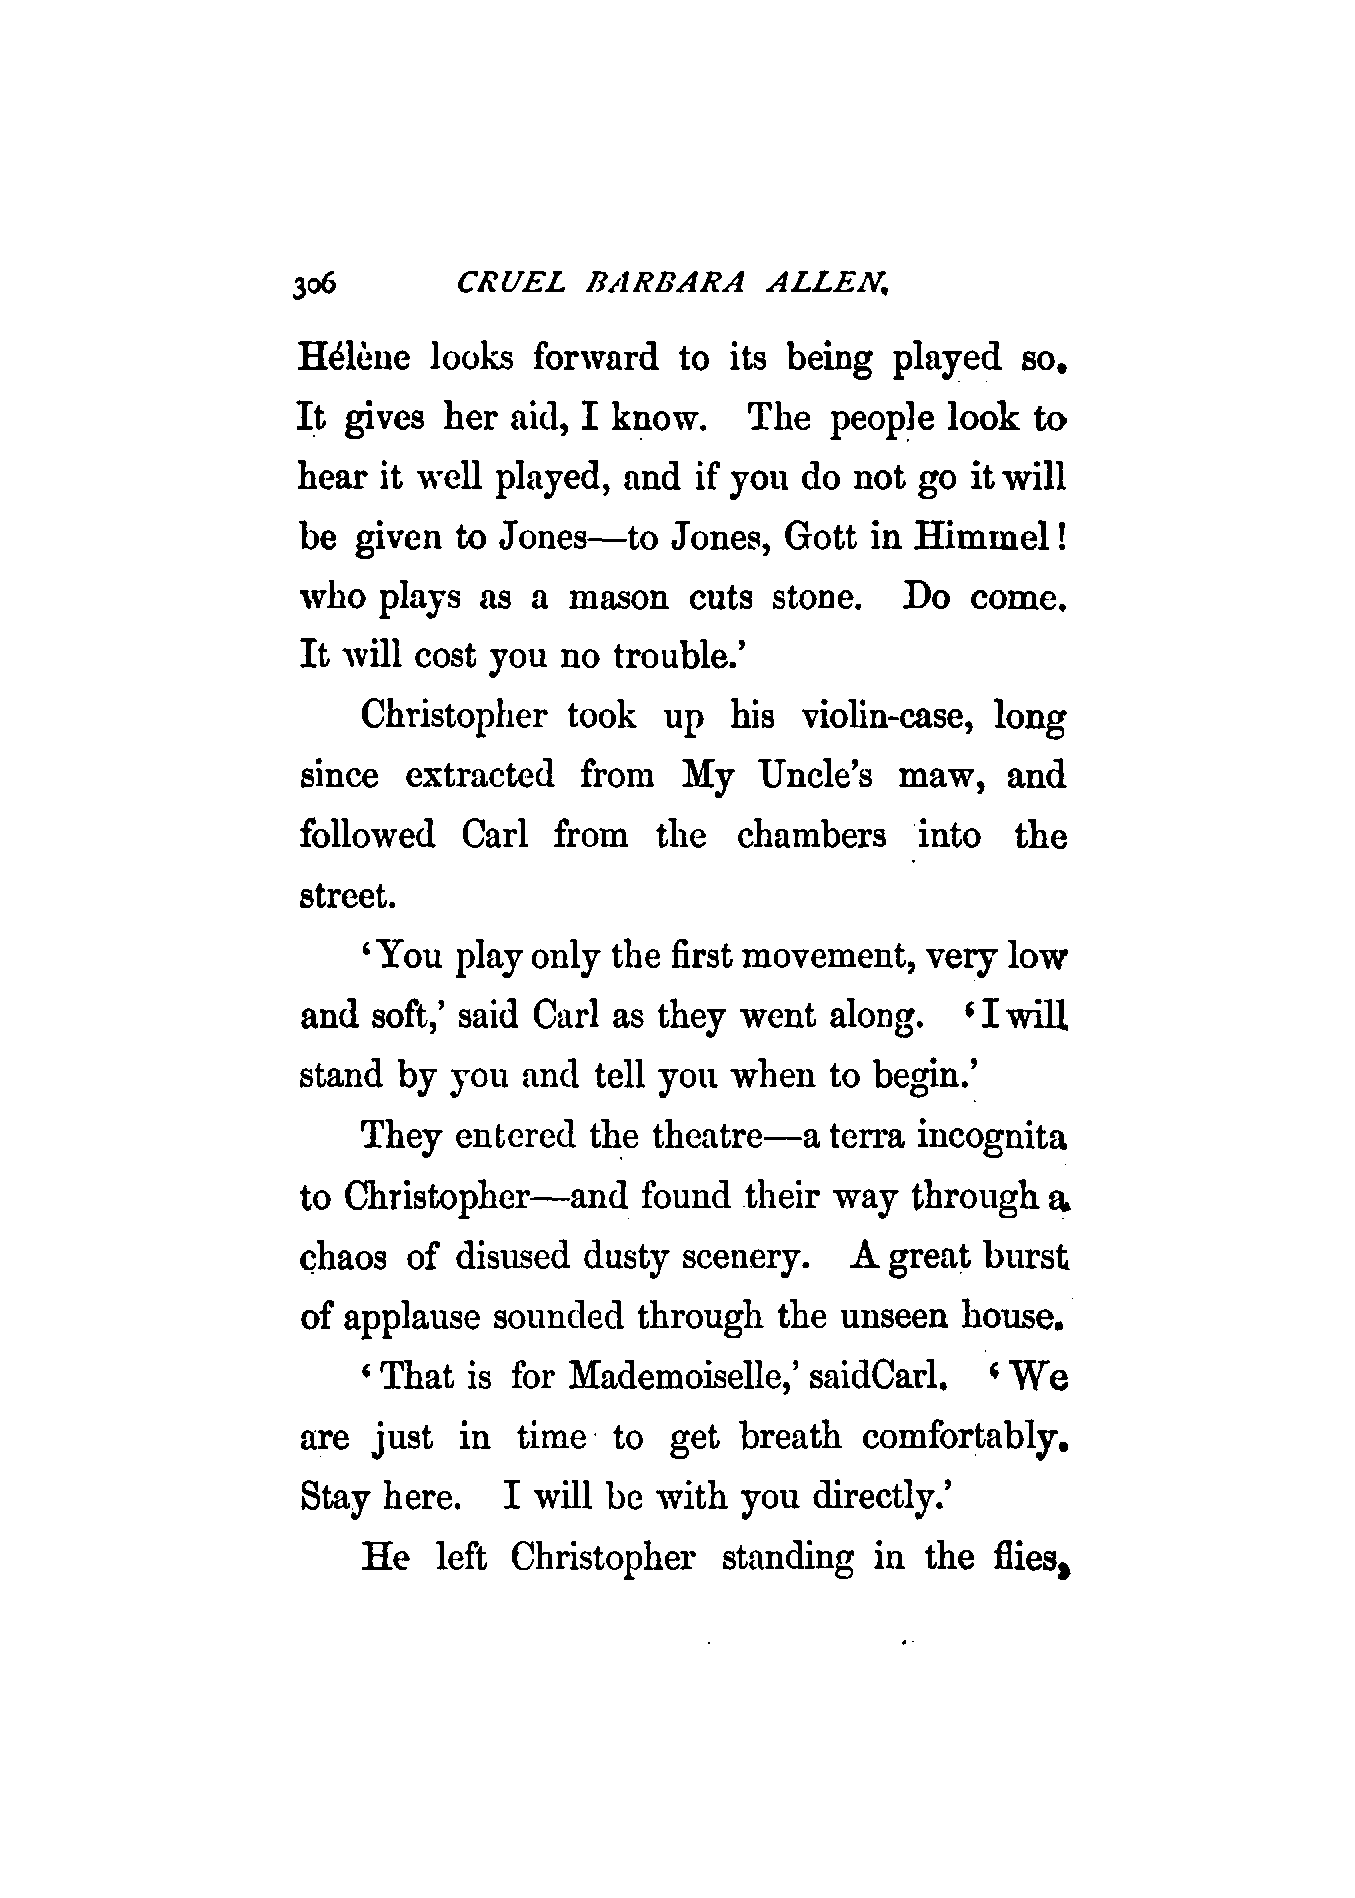 306 CRUEL BARBARA ALLEN.
Hélène looks forward to its being played so.
It gives her aid, I know. The people look to
hear it well played, and if you do not go it will
be given to Jones—to Jones, Gott in Himmel!
who plays as a mason cuts stone. Do come.
It will cost you no trouble.'
Christopher took up his violin-case, long
since extracted from My Uncle's maw, and
followed Carl from the chambers into the
street.
'You play only the first movement, very low
and soft,' said Carl as they went along. 'I will
stand by you and tell you when to begin.'
They entered the theatre—a terra incognita
to Christopher—and found their way through a
chaos of disused dusty scenery. A great burst
of applause sounded through the unseen house.
'That is for Mademoiselle,' saidCarl. 'We
are just in time to get breath comfortably.
Stay here. I will be with you directly.'
He left Christopher standing in the flies,